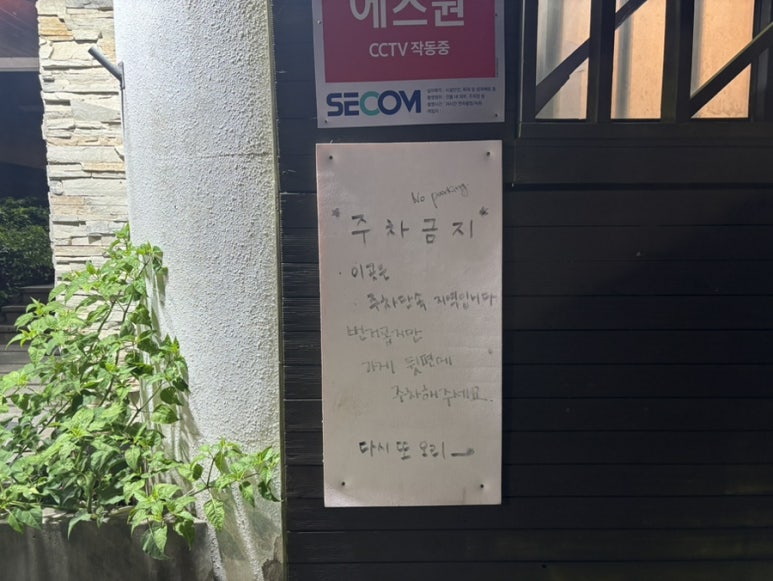 에스원
CCTV 작동중
SECOM
No parking
* 주차금지 *
· 이곳은
· 주차단속 지역입니다
번거롭지만
가게 뒷편에
주차해주세요.
다시 또 오리